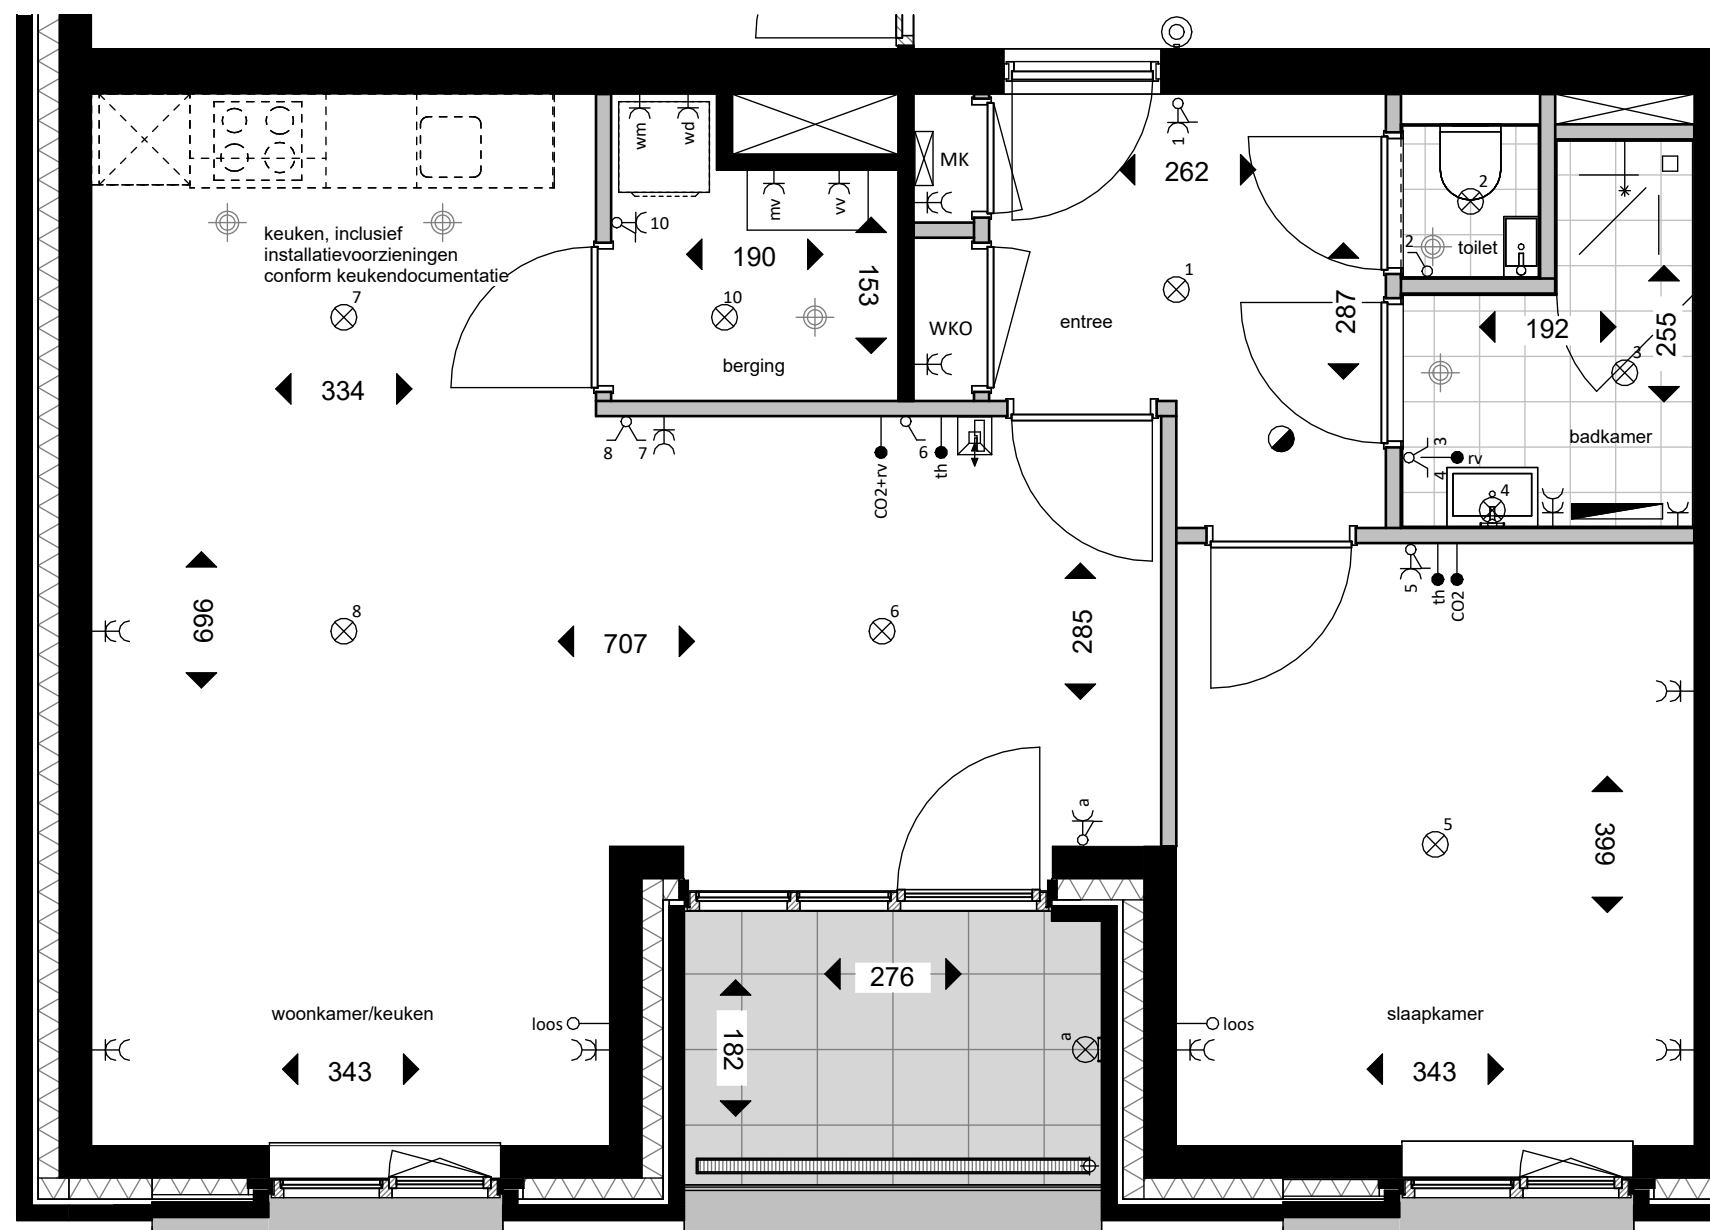 wm
wd
MK
1
262
2
keuken, inclusief
installatievoorzieningen
conform keukendocumentatie
10
mv
vv
190
153
2
toilet
7
10
1
287
192
255
WKO
entree
3
334
berging
badkamer
8
7
CO2+rv
6
th
3
4
rv
4
5
th
CO2
696
8
707
6
285
a
5
399
276
182
a
woonkamer/keuken
loos
loos
slaapkamer
343
343